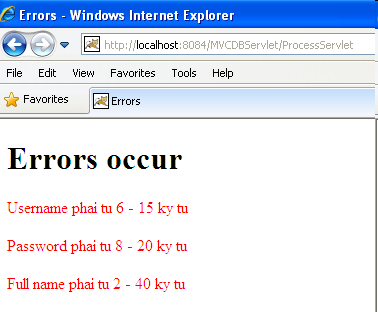 Errors - Windows Internet Explorer
http://localhost:8084/MVCDBServlet/ProcessServlet
File Edit View Favorites Tools Help
Favorites Errors
Errors occur
Username phai tu 6 - 15 ky tu
Password phai tu 8 - 20 ky tu
Full name phai tu 2 - 40 ky tu